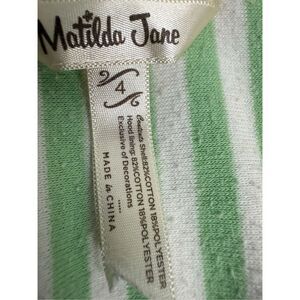 Matilda Jane
4
Contents Shell:82%COTTON 18%POLYESTER
Hood lining: 82%COTTON 18%POLYESTER
Exclusive of Decorations
MADE IN CHINA